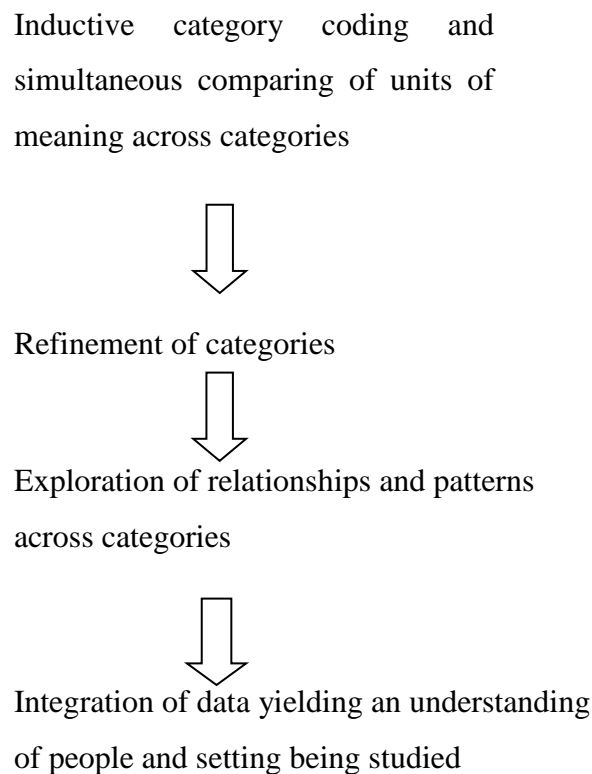 Inductive category coding and
simultaneous comparing of units of
meaning across categories
Refinement of categories
Exploration of relationships and patterns
across categories
Integration of data yielding an understanding
of people and setting being studied